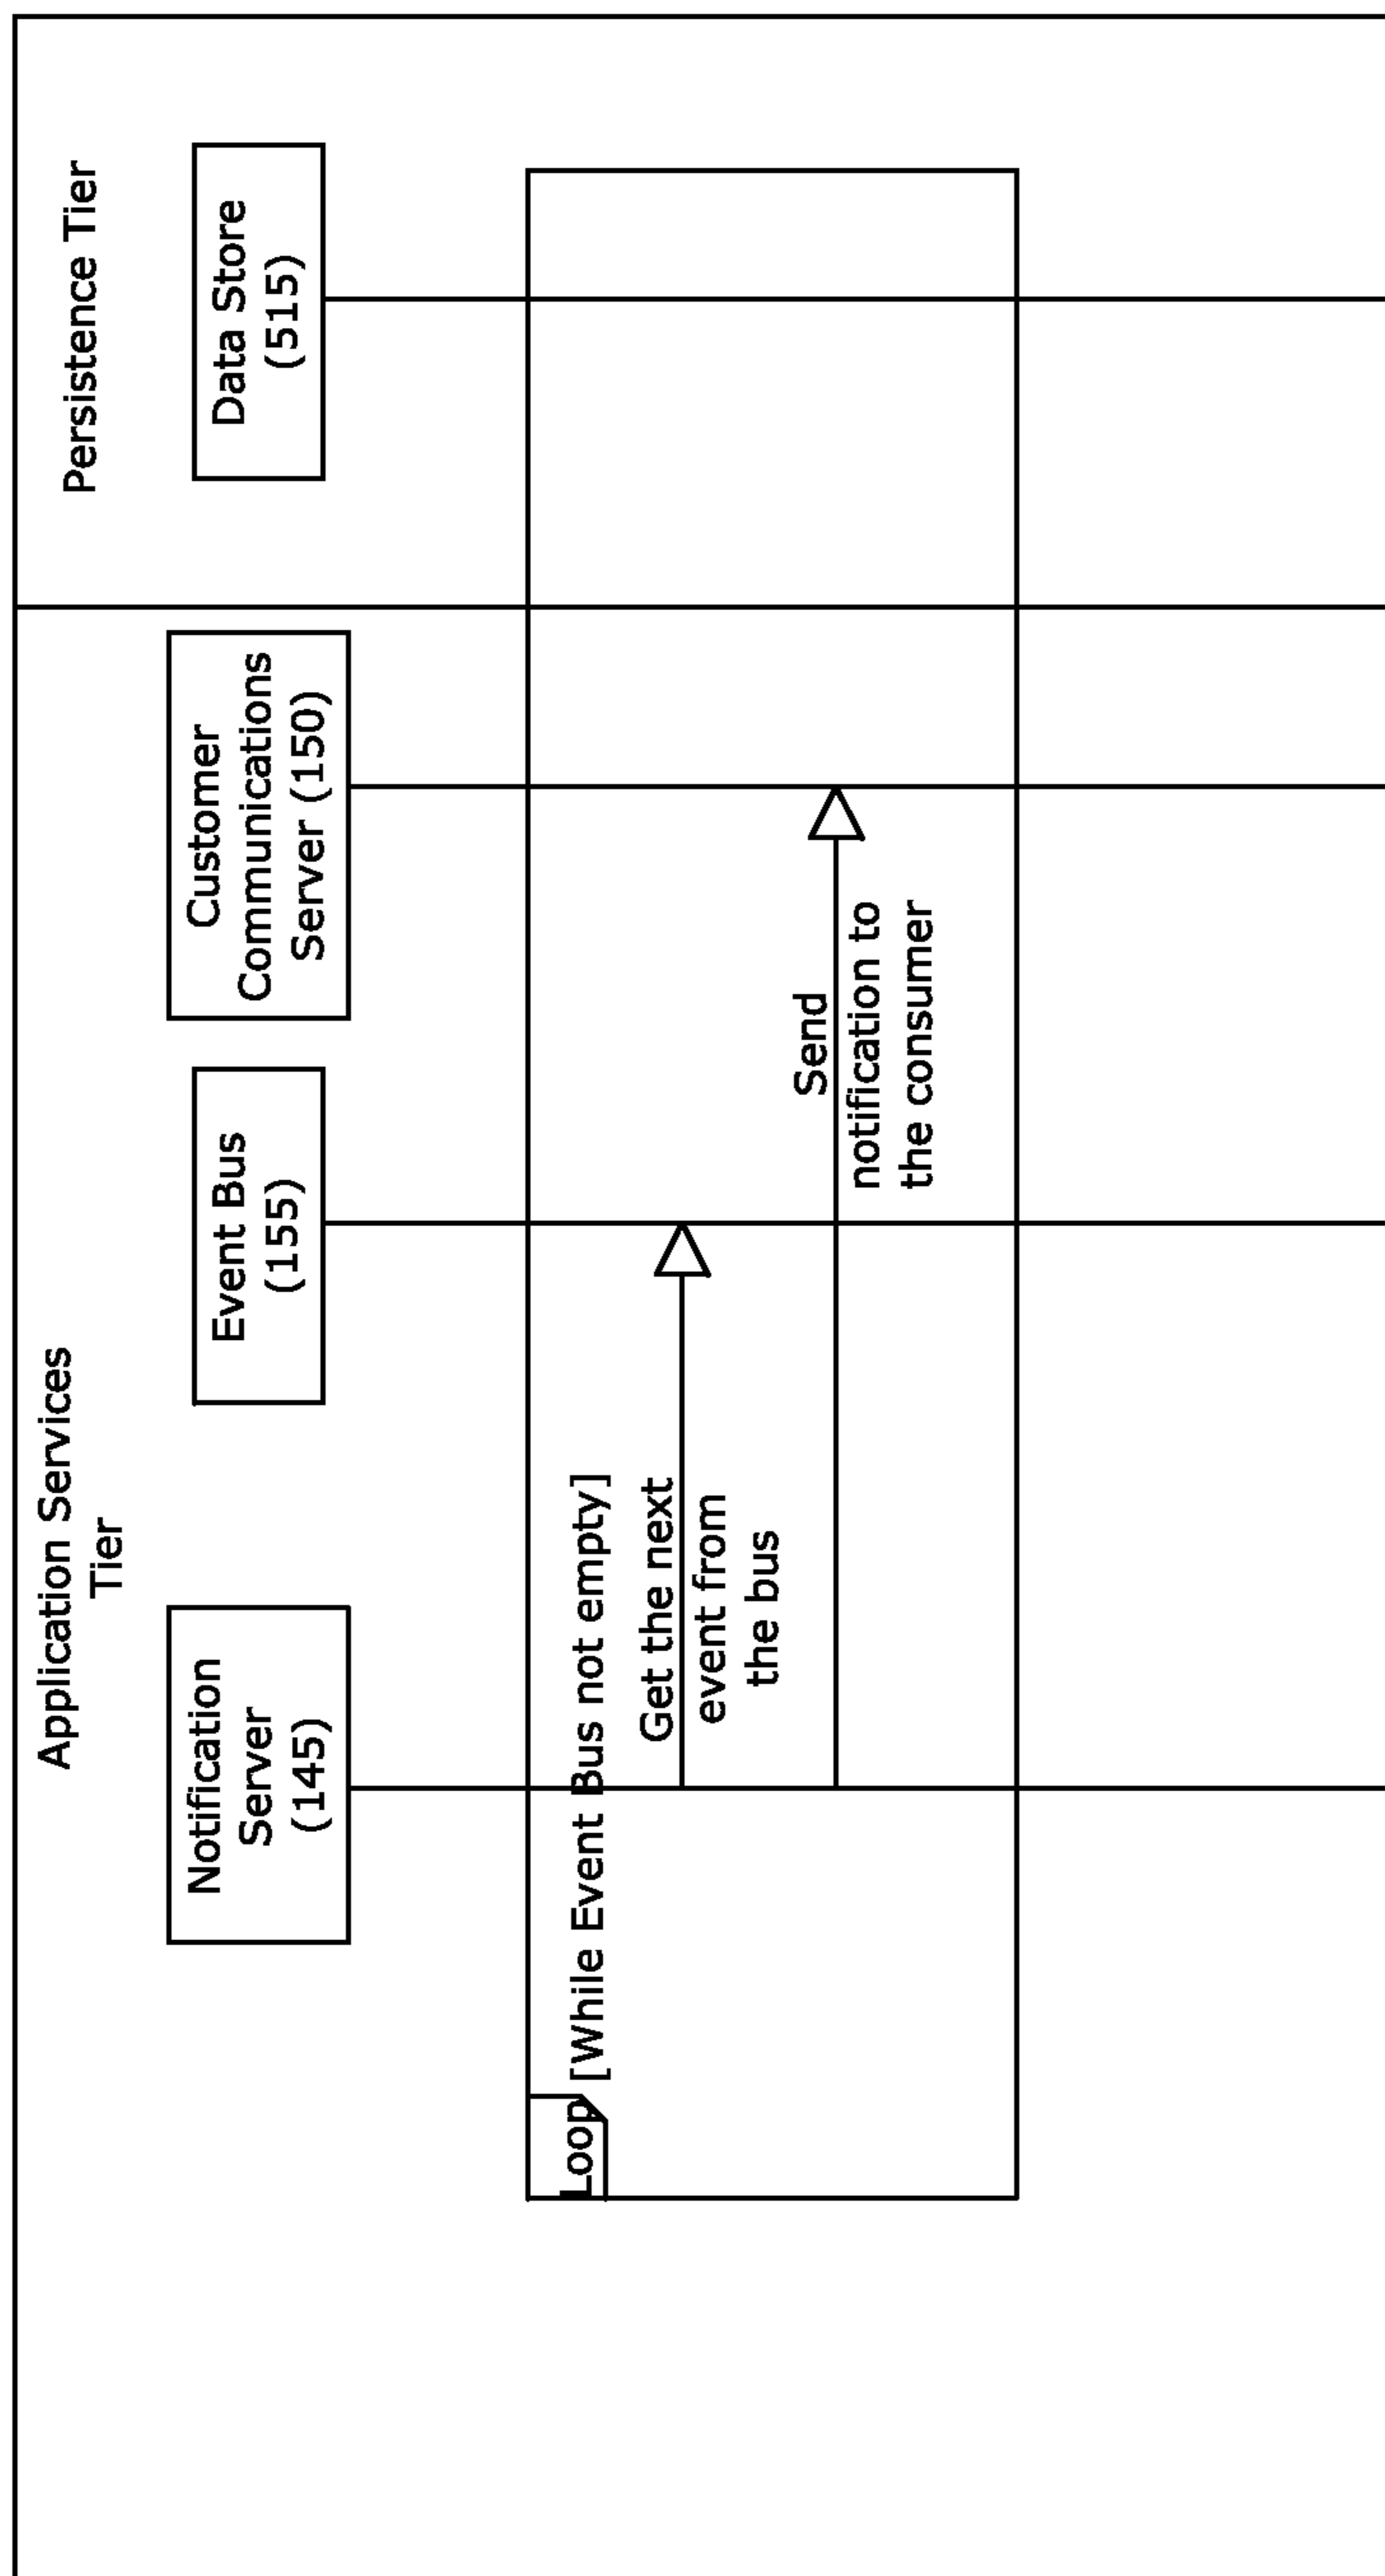 Application Services
Tier
Persistence Tier
Notification
Server
(145)
Event Bus
(155)
Customer
Communications
Server (150)
Data Store
(515)
Loop
[While Event Bus not empty]
Get the next
event from
the bus
Send
notification to
the consumer